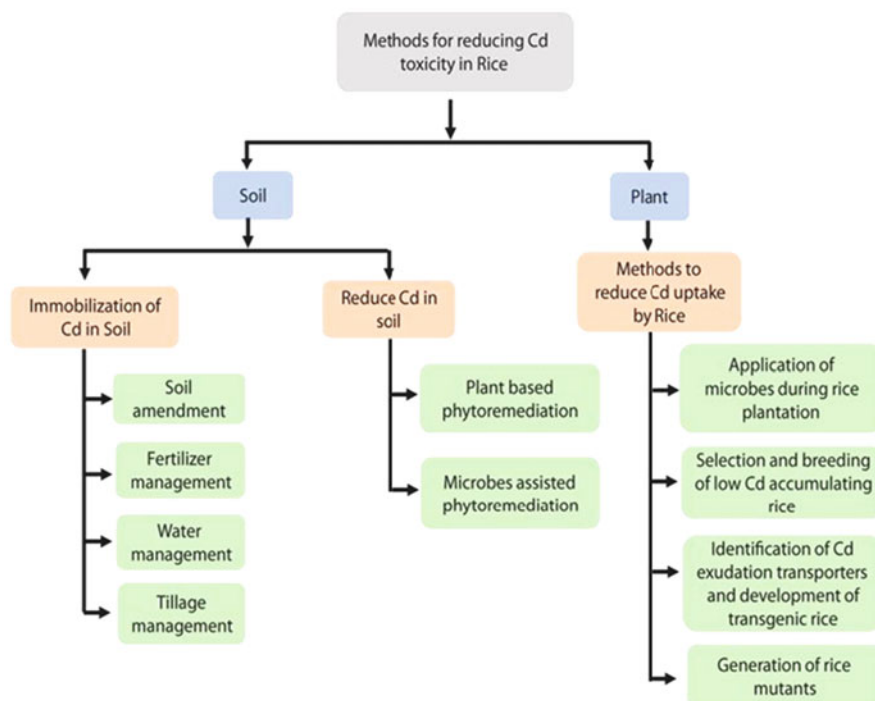 Methods for reducing Cd
toxicity in Rice
Soil
Plant
Immobilization of
Cd in Soil
Reduce Cd in
soil
Methods to
reduce Cd uptake
by Rice
Soil
amendment
Fertilizer
management
Water
management
Tillage
management
Plant based
phytoremediation
Microbes assisted
phytoremediation
Application of
microbes during rice
plantation
Selection and breeding
of low Cd accumulating
rice
Identification of Cd
exudation transporters
and development of
transgenic rice
Generation of rice
mutants